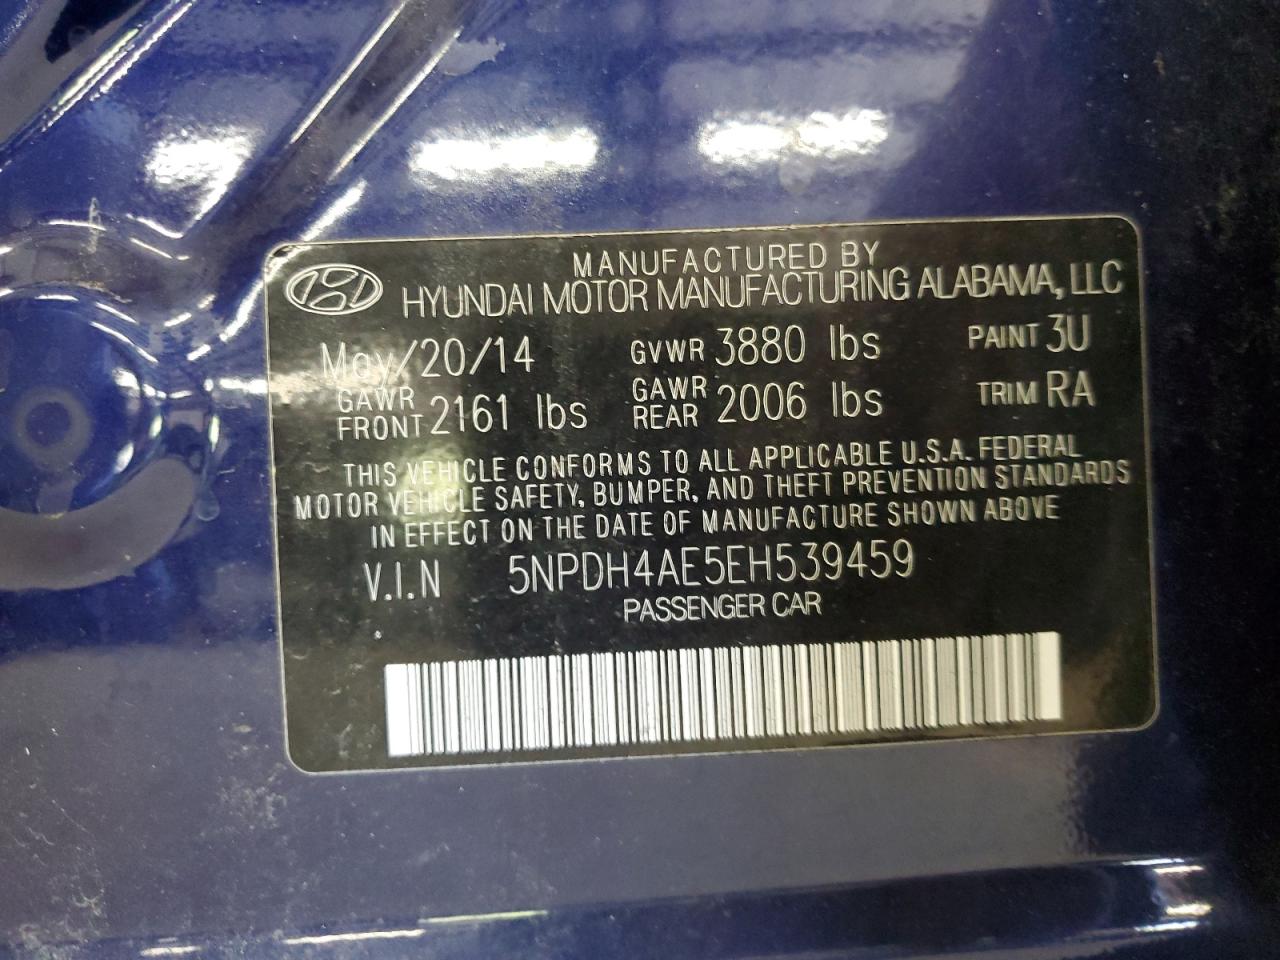 MANUFACTURED BY
HYUNDAI MOTOR MANUFACTURING ALABAMA, LLC
May/20/14 GVWR 3880 lbs PAINT 3U
GAWR FRONT 2161 lbs GAWR REAR 2006 lbs TRIM RA
THIS VEHICLE CONFORMS TO ALL APPLICABLE U.S.A. FEDERAL
MOTOR VEHICLE SAFETY, BUMPER, AND THEFT PREVENTION STANDARDS
IN EFFECT ON THE DATE OF MANUFACTURE SHOWN ABOVE
V.I.N 5NPDH4AE5EH539459
PASSENGER CAR